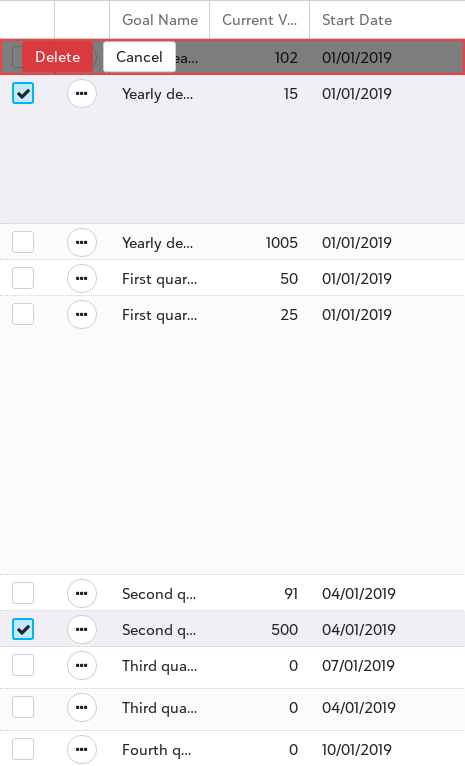 Goal Name Current V... Start Date
Delete Cancel ea... 102 01/01/2019
Yearly de... 15 01/01/2019
Yearly de... 1005 01/01/2019
First quar... 50 01/01/2019
First quar... 25 01/01/2019
Second q... 91 04/01/2019
Second q... 500 04/01/2019
Third qua... 0 07/01/2019
Third qua... 0 04/01/2019
Fourth q... 0 10/01/2019